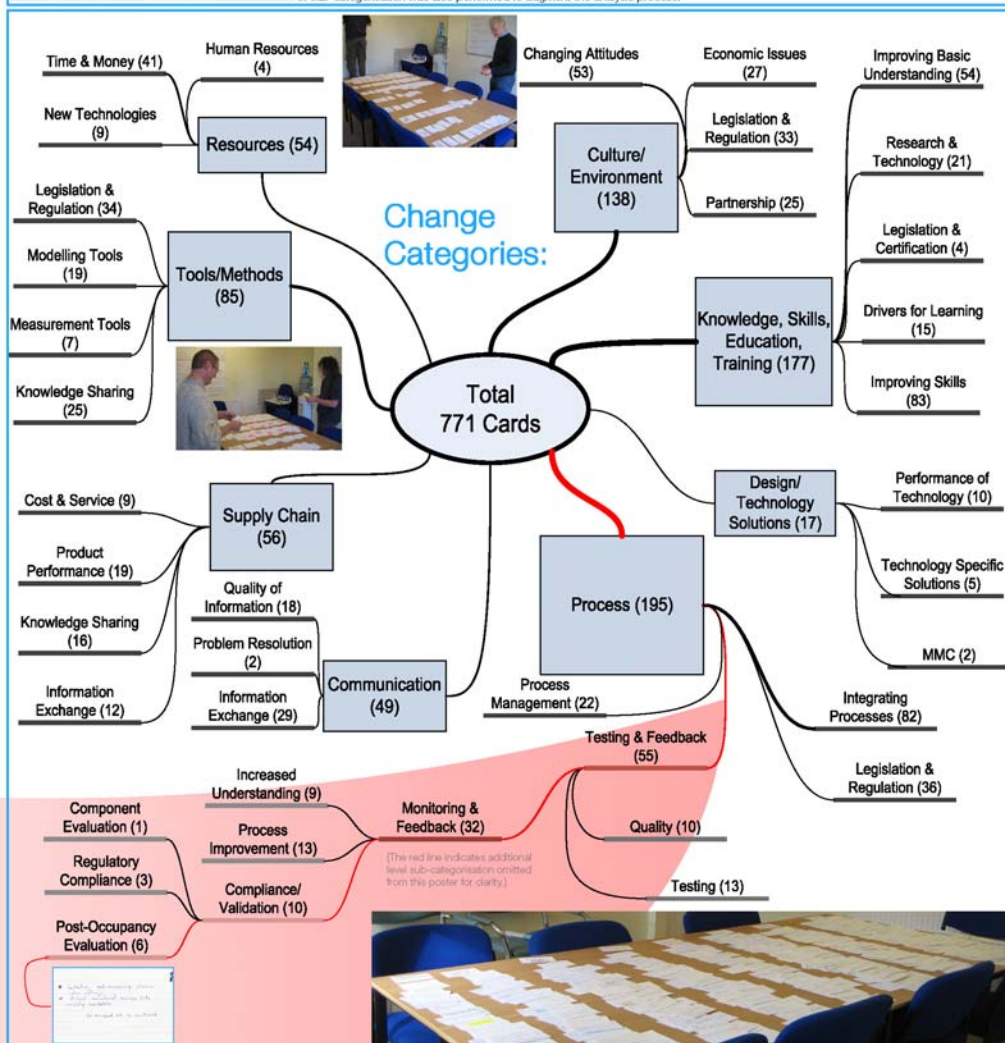 Time & Money (41)
Human Resources
(4)
New Technologies
(9)
Resources (54)
Changing Attitudes
(53)
Economic Issues
(27)
Legislation &
Regulation (33)
Partnership (25)
Culture/
Environment
(138)
Improving Basic
Understanding (54)
Research &
Technology (21)
Legislation &
Certification (4)
Drivers for Learning
(15)
Improving Skills
(83)
Knowledge, Skills,
Education,
Training (177)
Change
Categories:
Legislation &
Regulation (34)
Modelling Tools
(19)
Measurement Tools
(7)
Knowledge Sharing
(25)
Tools/Methods
(85)
Total
771 Cards
Cost & Service (9)
Product
Performance (19)
Knowledge Sharing
(16)
Information
Exchange (12)
Supply Chain
(56)
Quality of
Information (18)
Problem Resolution
(2)
Information
Exchange (29)
Communication
(49)
Design/
Technology
Solutions (17)
Performance of
Technology (10)
Technology Specific
Solutions (5)
MMC (2)
Process (195)
Process
Management (22)
Integrating
Processes (82)
Legislation &
Regulation (36)
Testing & Feedback
(55)
Quality (10)
Testing (13)
Monitoring &
Feedback (32)
(The red line indicates additional
level sub-categorisation omitted
from this poster for clarity.)
Increased
Understanding (9)
Process
Improvement (13)
Compliance/
Validation (10)
Component
Evaluation (1)
Regulatory
Compliance (3)
Post-Occupancy
Evaluation (6)